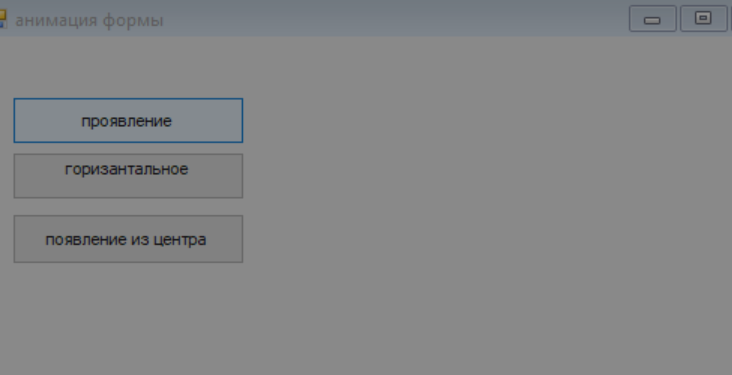 анимация формы
проявление
горизантальное
появление из центра